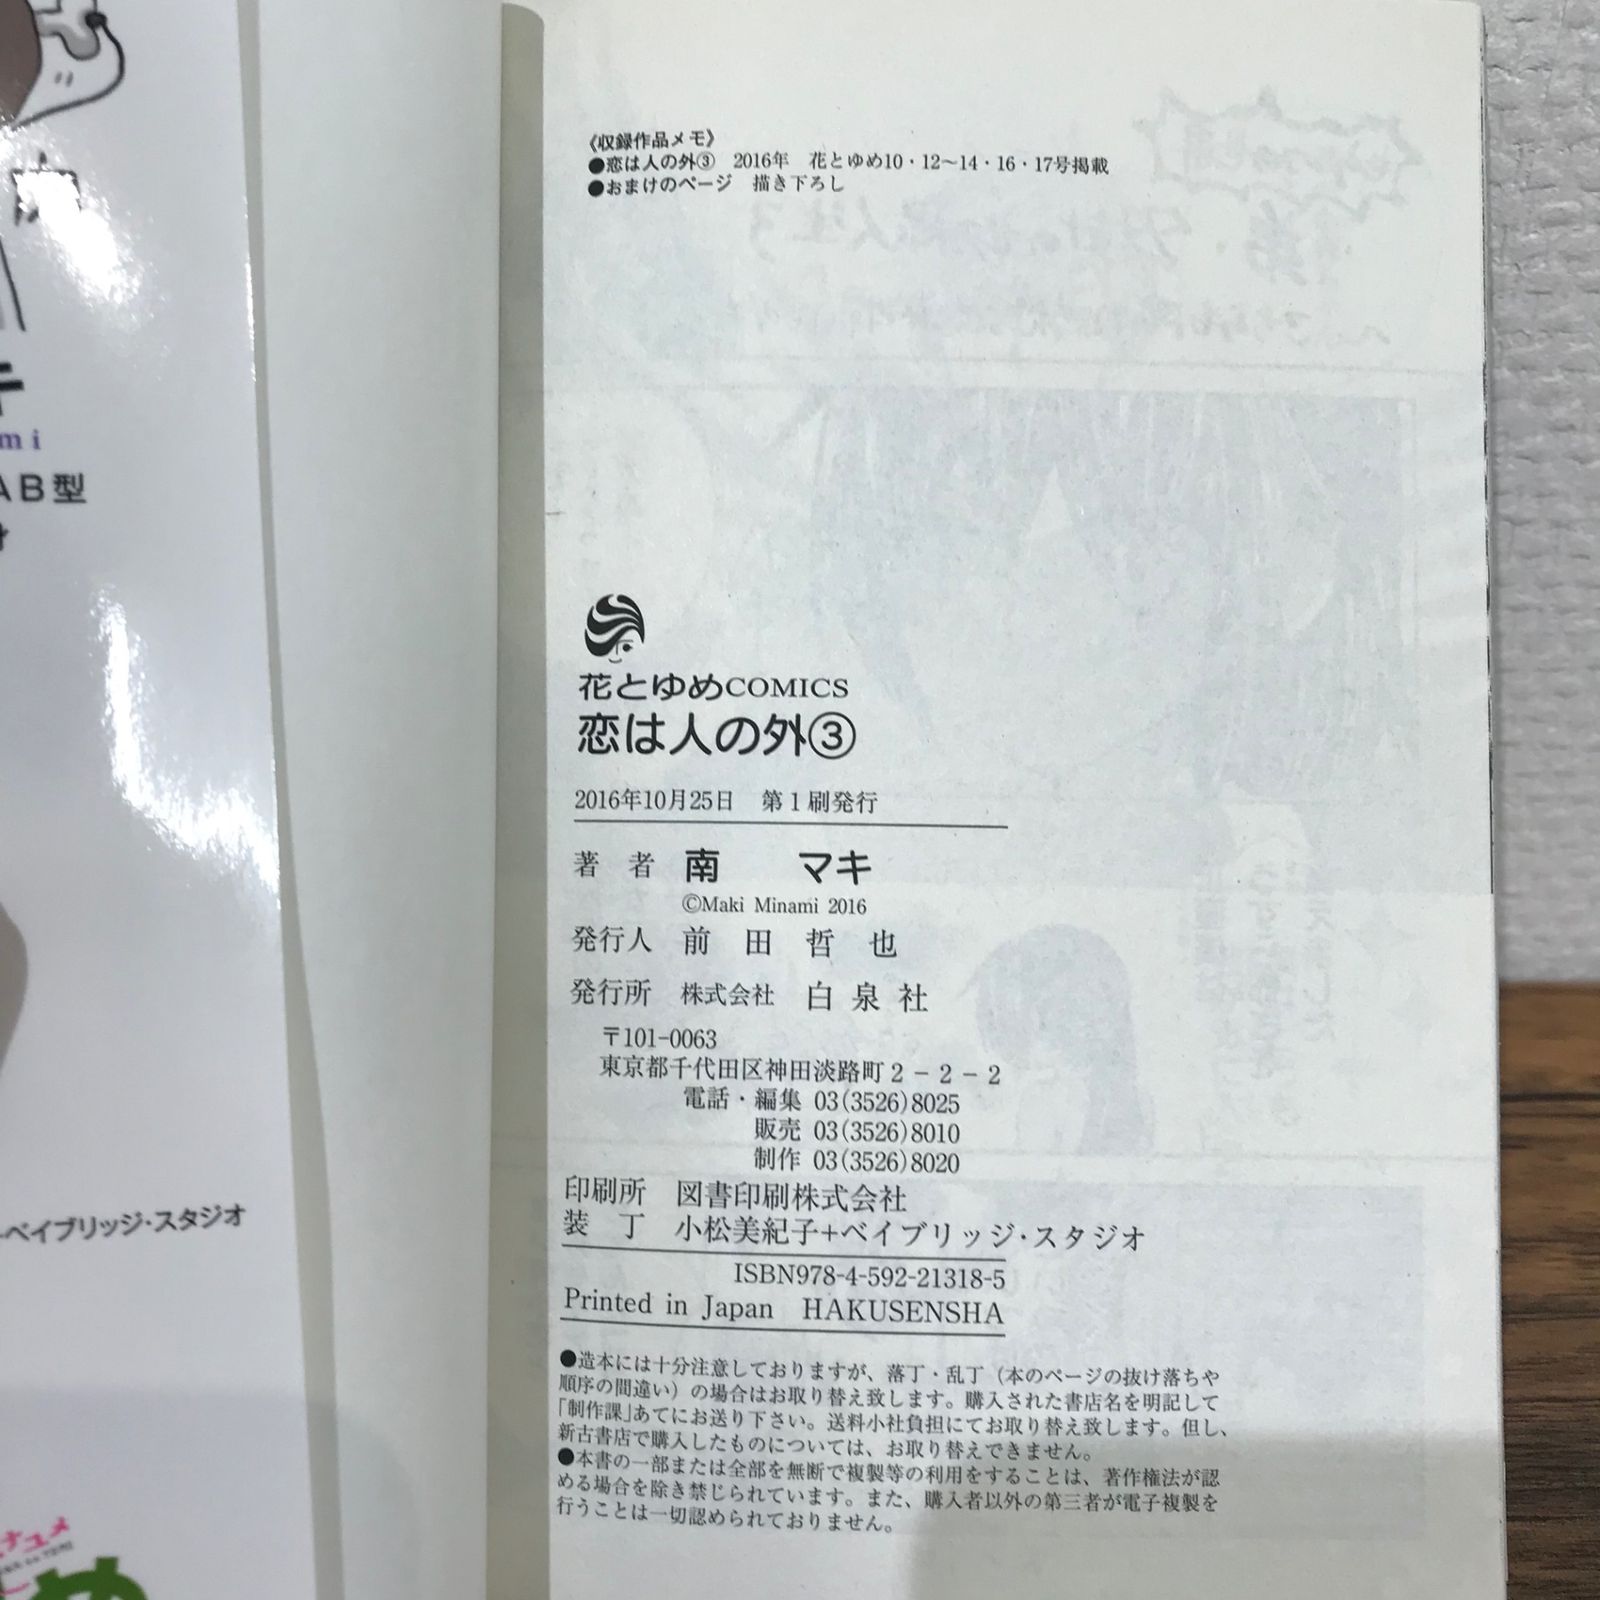 《収録作品メモ》
●恋は人の外③ 2016年 花とゆめ10・12〜14・16・17号掲載
●おまけのページ 描き下ろし
花とゆめCOMICS
恋は人の外③
2016年10月25日 第1刷発行
著者 南 マキ
©Maki Minami 2016
発行人 前田哲也
発行所 株式会社 白泉社
〒101-0063
東京都千代田区神田淡路町2-2-2
電話・編集 03(3526)8025
販売 03(3526)8010
制作 03(3526)8020
印刷所 図書印刷株式会社
装丁 小松美紀子+ベイブリッジ・スタジオ
ISBN978-4-592-21318-5
Printed in Japan HAKUSENSHA
●造本には十分注意しておりますが、落丁・乱丁（本のページの抜け落ちや
順序の間違い）の場合はお取り替え致します。購入された書店名を明記して
「制作課」あてにお送り下さい。送料小社負担にてお取り替え致します。但し、
新古書店で購入したものについては、お取り替えできません。
●本書の一部または全部を無断で複製等の利用をすることは、著作権法が認
める場合を除き禁じられています。また、購入者以外の第三者が電子複製を
行うことは一切認められておりません。
キ
mi
AB型
ベイブリッジ・スタジオ
ナユメ
め